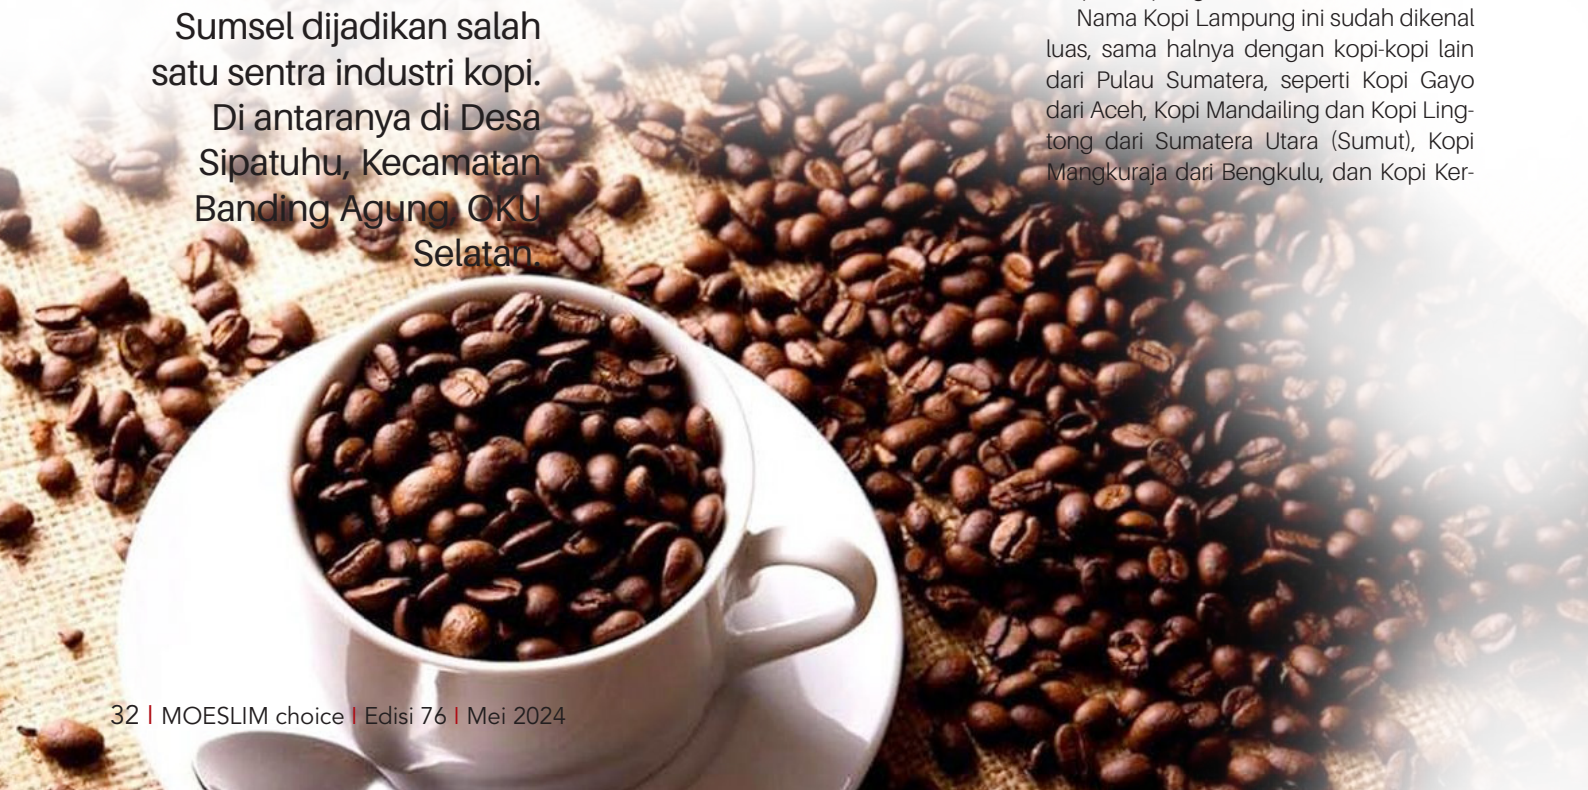 Sumsel dijadikan salah
satu sentra industri kopi.
Di antaranya di Desa
Sipatuhu, Kecamatan
Banding Agung, OKU
Selatan.
Nama Kopi Lampung ini sudah dikenal
luas, sama halnya dengan kopi-kopi lain
dari Pulau Sumatera, seperti Kopi Gayo
dari Aceh, Kopi Mandailing dan Kopi Ling-
tong dari Sumatera Utara (Sumut), Kopi
Mangkuraja dari Bengkulu, dan Kopi Ker-
32 | MOESLIM choice | Edisi 76 | Mei 2024